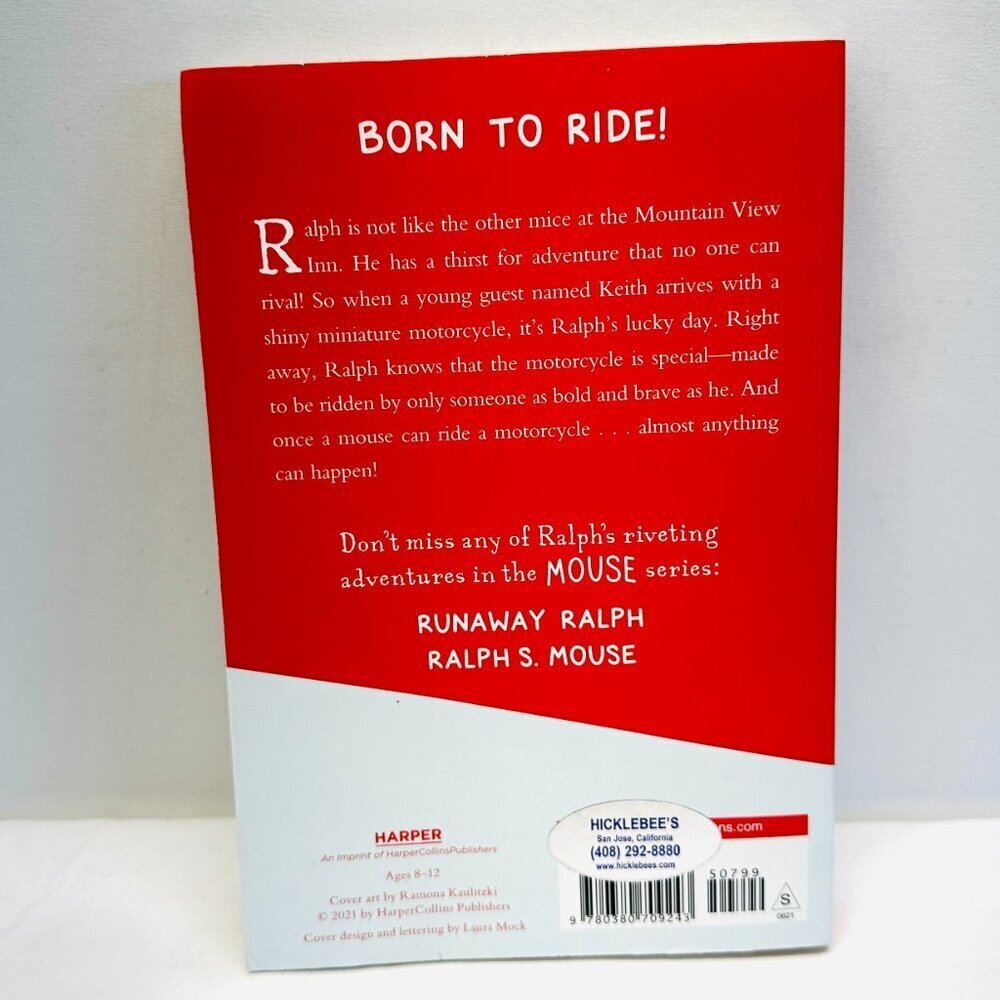 BORN TO RIDE!
Ralph is not like the other mice at the Mountain View
Inn. He has a thirst for adventure that no one can
rival! So when a young guest named Keith arrives with a
shiny miniature motorcycle, it's Ralph's lucky day. Right
away, Ralph knows that the motorcycle is special—made
to be ridden by only someone as bold and brave as he. And
once a mouse can ride a motorcycle . . . almost anything
can happen!
Don't miss any of Ralph's riveting
adventures in the MOUSE series:
RUNAWAY RALPH
RALPH S. MOUSE
HARPER
An Imprint of HarperCollinsPublishers
Ages 8–12
Cover art by Ramona Kaulitzki
© 2021 by HarperCollins Publishers
Cover design and lettering by Laura Mock
HICKLEBEE'S
San Jose, California
(408) 292-8880
www.hicklebees.com
ns.com
50799
9 780380 709243
S
0621